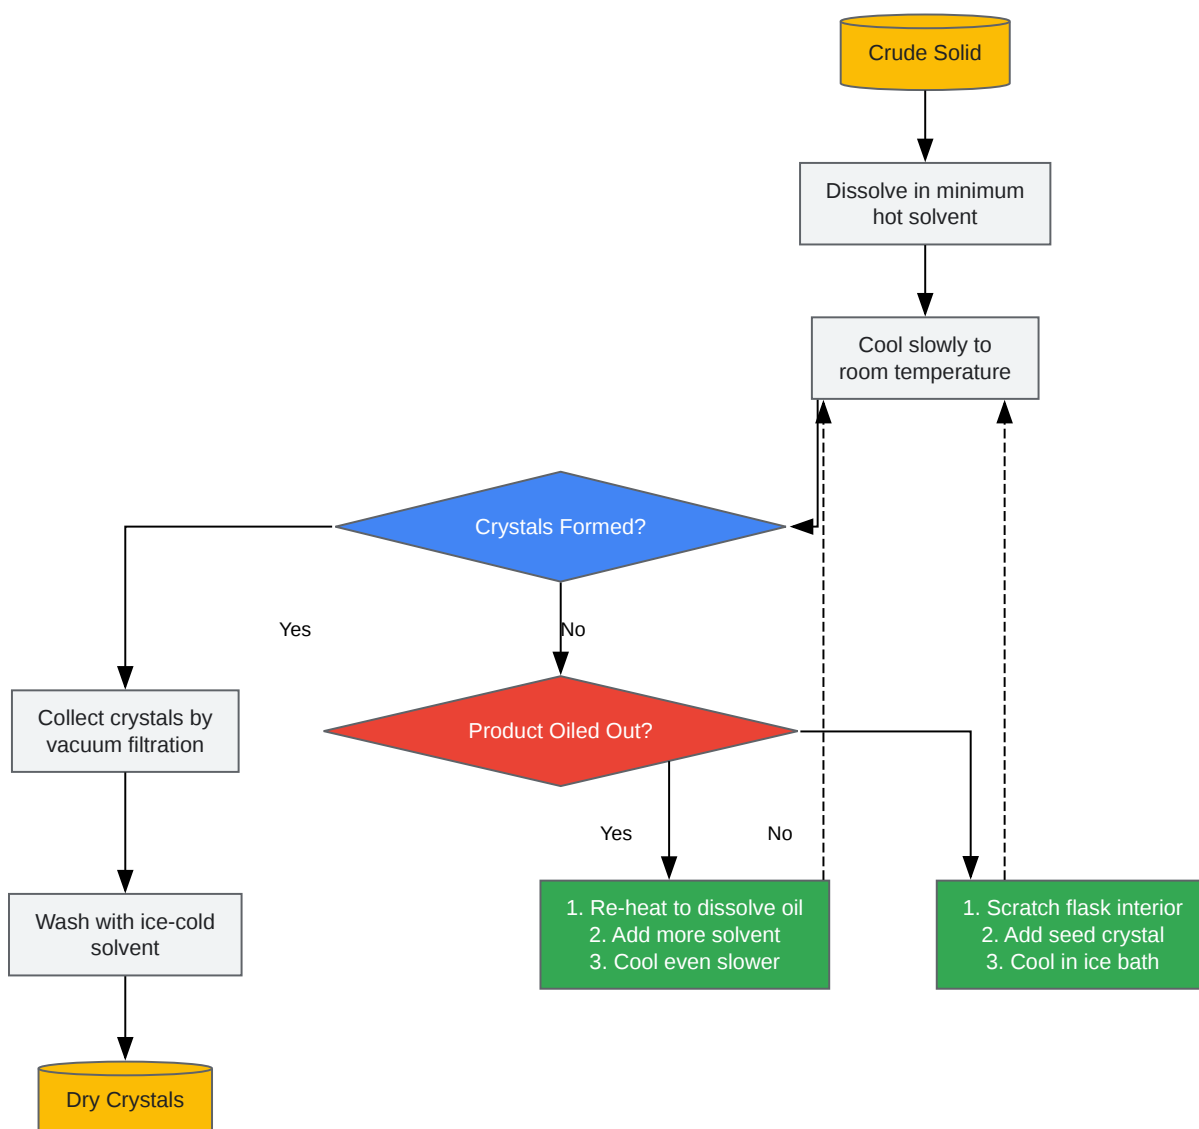 Crude Solid
Dissolve in minimum
hot solvent
Cool slowly to
room temperature
Crystals Formed?
Yes
No
Collect crystals by
vacuum filtration
Product Oiled Out?
Yes
No
Wash with ice-cold
solvent
1. Re-heat to dissolve oil
2. Add more solvent
3. Cool even slower
1. Scratch flask interior
2. Add seed crystal
3. Cool in ice bath
Dry Crystals